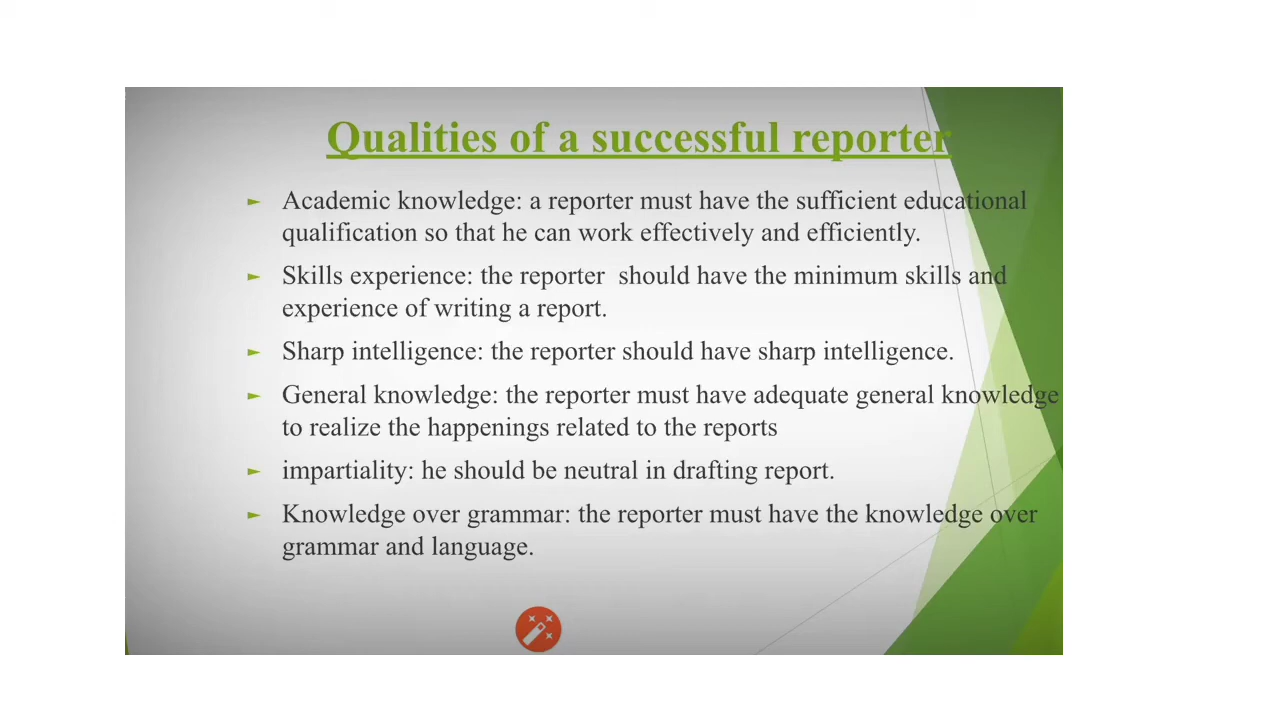 Qualities of a successful reporter
► Academic knowledge: a reporter must have the sufficient educational
qualification so that he can work effectively and efficiently.
► Skills experience: the reporter should have the minimum skills and
experience of writing a report.
► Sharp intelligence: the reporter should have sharp intelligence.
► General knowledge: the reporter must have adequate general knowledge
to realize the happenings related to the reports
► impartiality: he should be neutral in drafting report.
► Knowledge over grammar: the reporter must have the knowledge over
grammar and language.